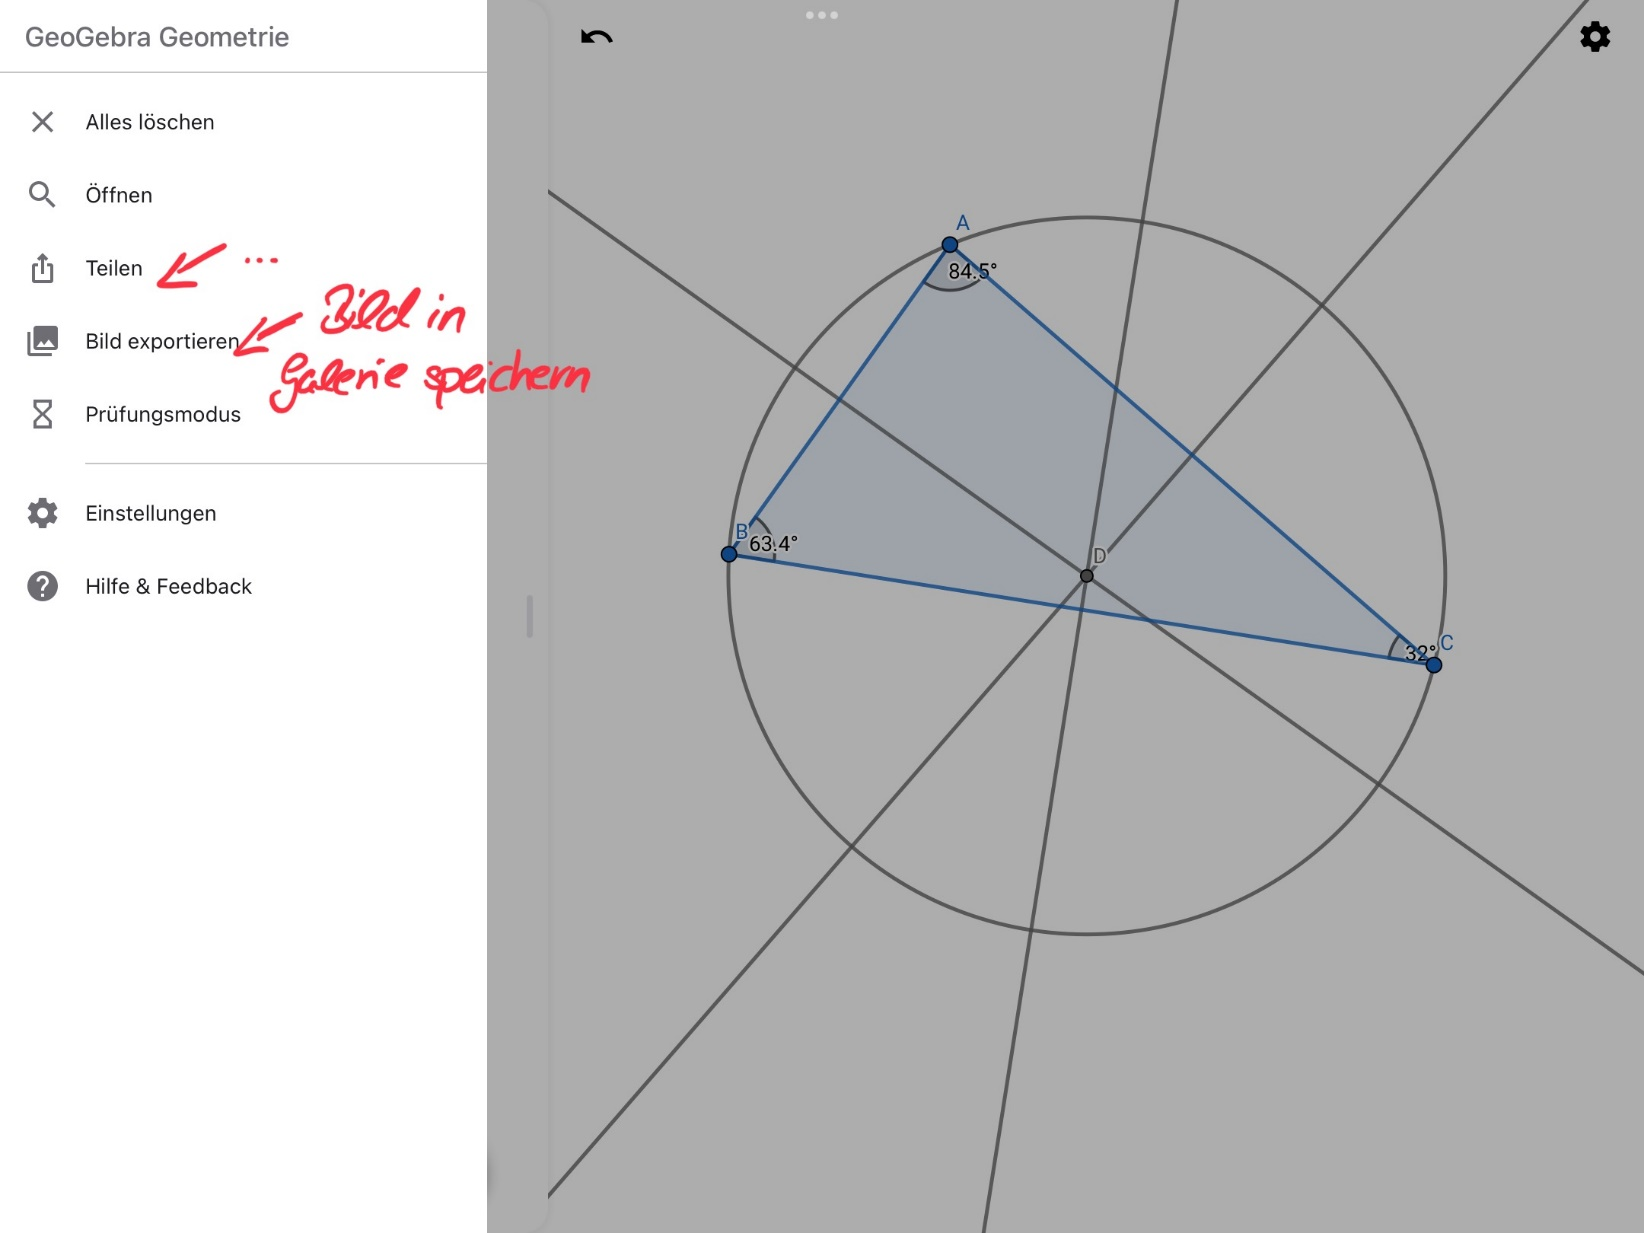 GeoGebra Geometrie
Alles löschen
Öffnen
Teilen
...
Bild in
Bild exportieren
Galerie speichern
Prüfungsmodus
Einstellungen
Hilfe & Feedback
A
84.5°
B
63.4°
D
C
32°